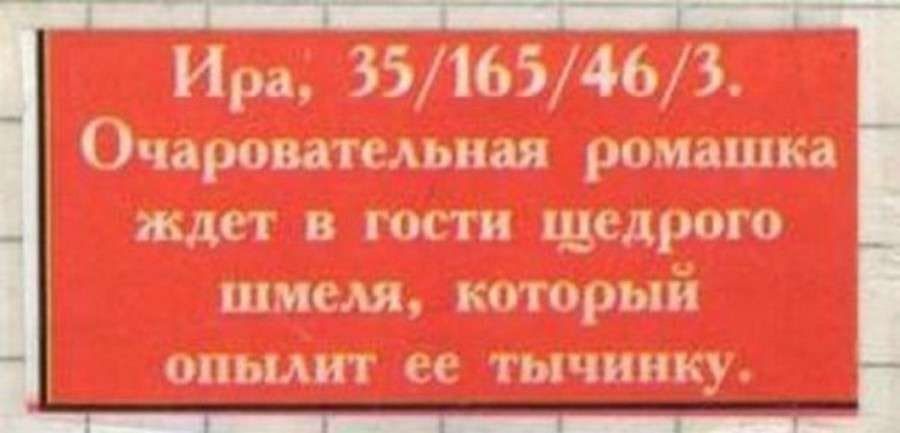 Ира, 35/165/46/3.
Очаровательная ромашка
ждет в гости щедрого
шмеля, который
опылит ее тычинку.